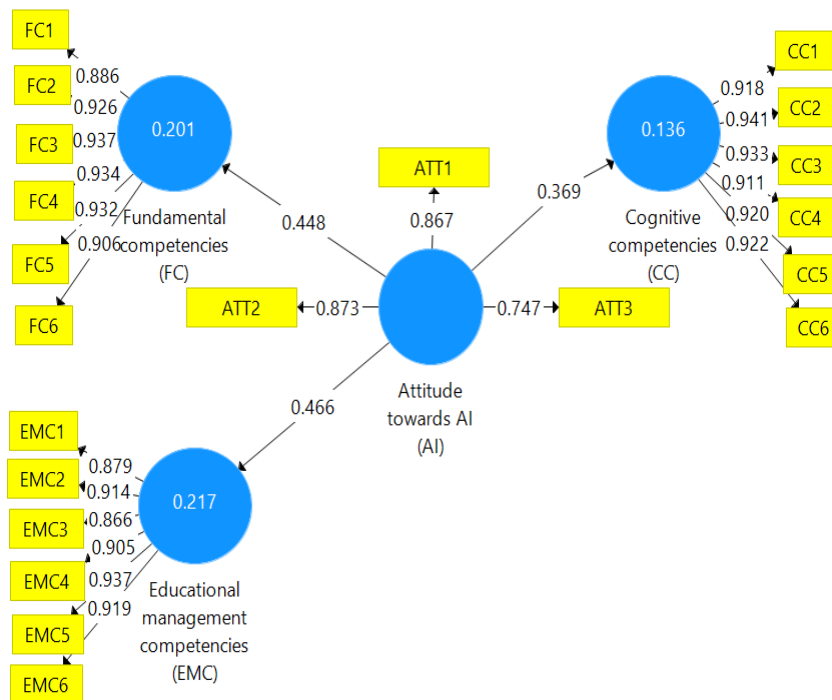 FC1
FC2
FC3
FC4
FC5
FC6
0.886
0.926
0.937
0.934
0.932
0.906
0.201
Fundamental
competencies
(FC)
CC1
CC2
CC3
CC4
CC5
CC6
0.918
0.941
0.933
0.911
0.920
0.922
0.136
Cognitive
competencies
(CC)
ATT1
0.867
ATT2
0.873
0.747
ATT3
0.448
0.369
0.466
Attitude
towards AI
(AI)
EMC1
EMC2
EMC3
EMC4
EMC5
EMC6
0.879
0.914
0.866
0.905
0.937
0.919
0.217
Educational
management
competencies
(EMC)